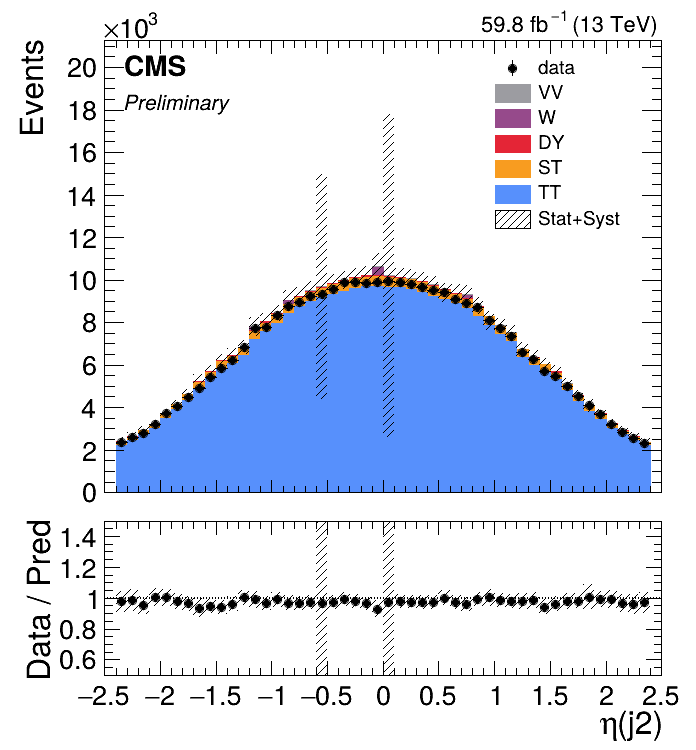 ×10³ 59.8 fb⁻¹ (13 TeV)
Events
CMS
Preliminary
data
VV
W
DY
ST
TT
Stat+Syst
20
18
16
14
12
10
8
6
4
2
0
Data / Pred
1.4
1.2
1
0.8
0.6
−2.5 −2 −1.5 −1 −0.5 0 0.5 1 1.5 2 2.5
η(j2)